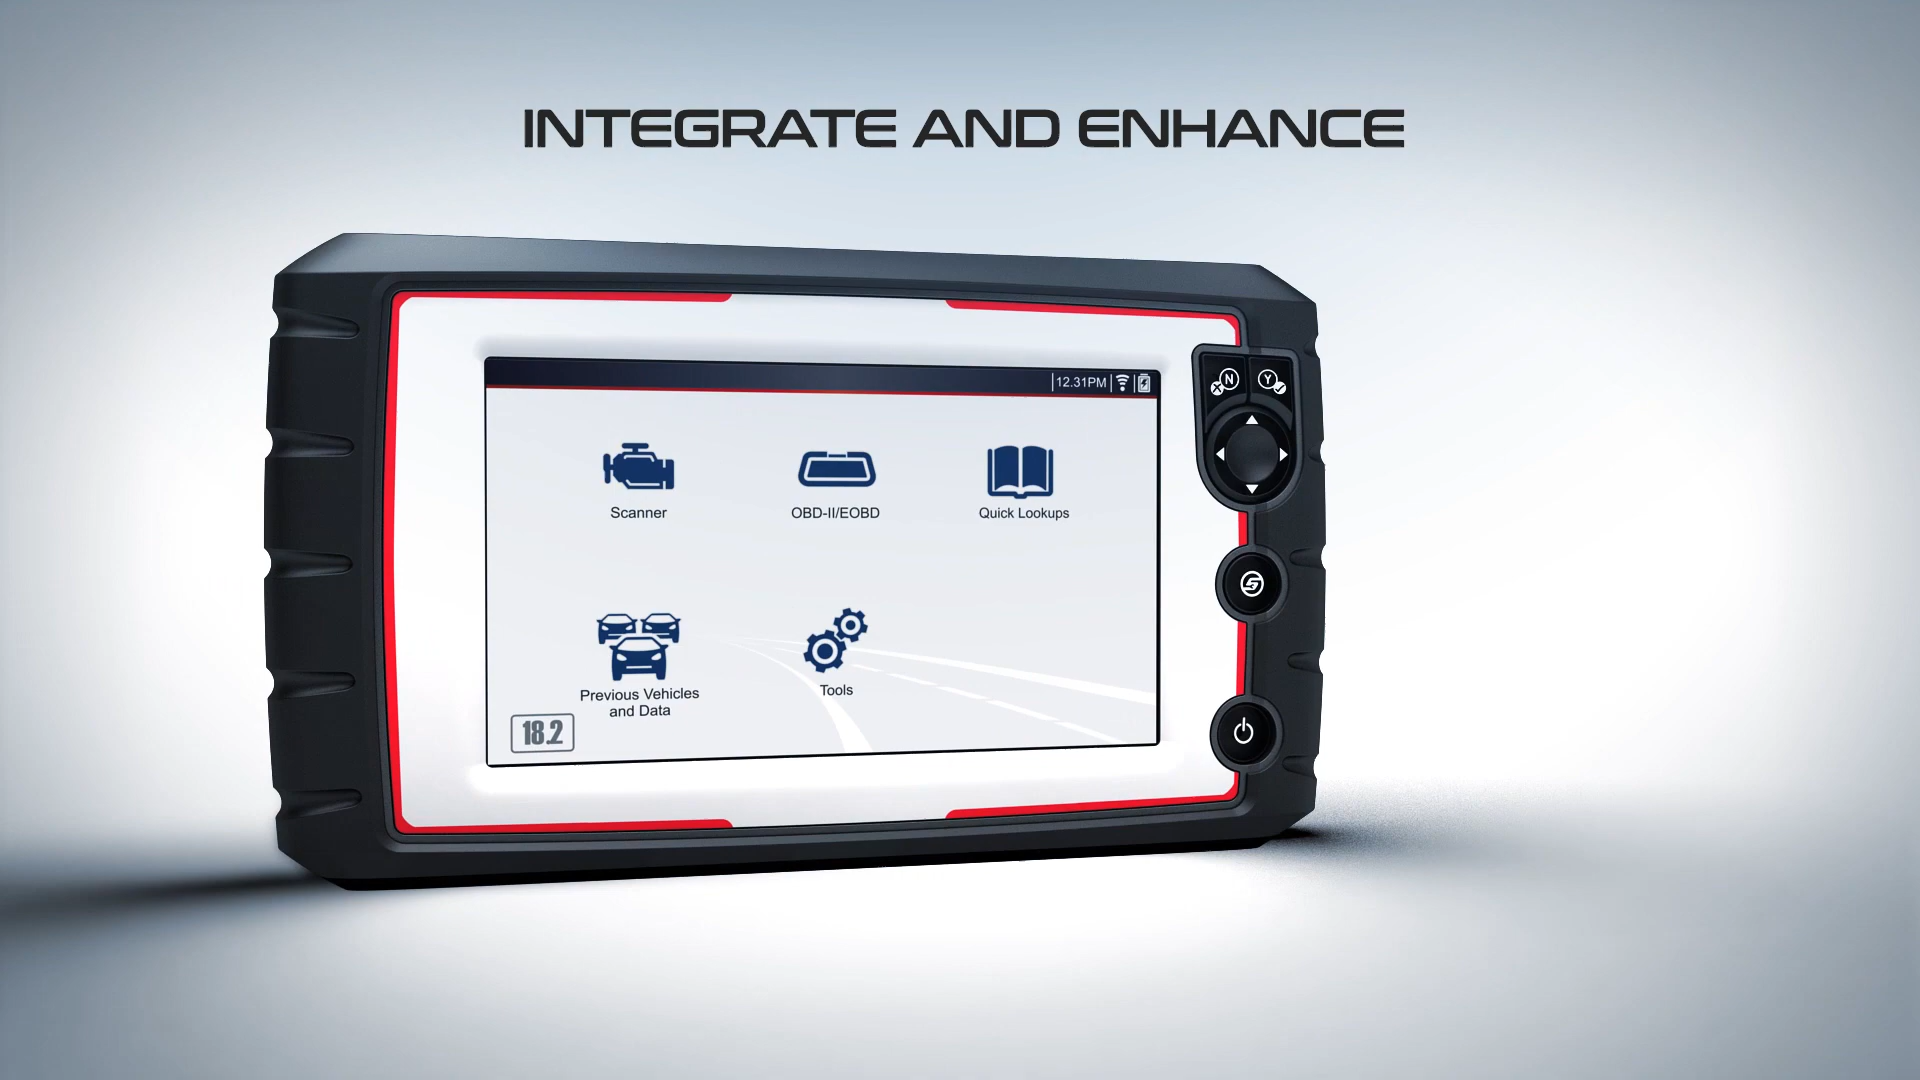 INTEGRATE AND ENHANCE
12.31PM
N
Y
Scanner
OBD-II/EOBD
Quick Lookups
S
Previous Vehicles
and Data
Tools
18.2